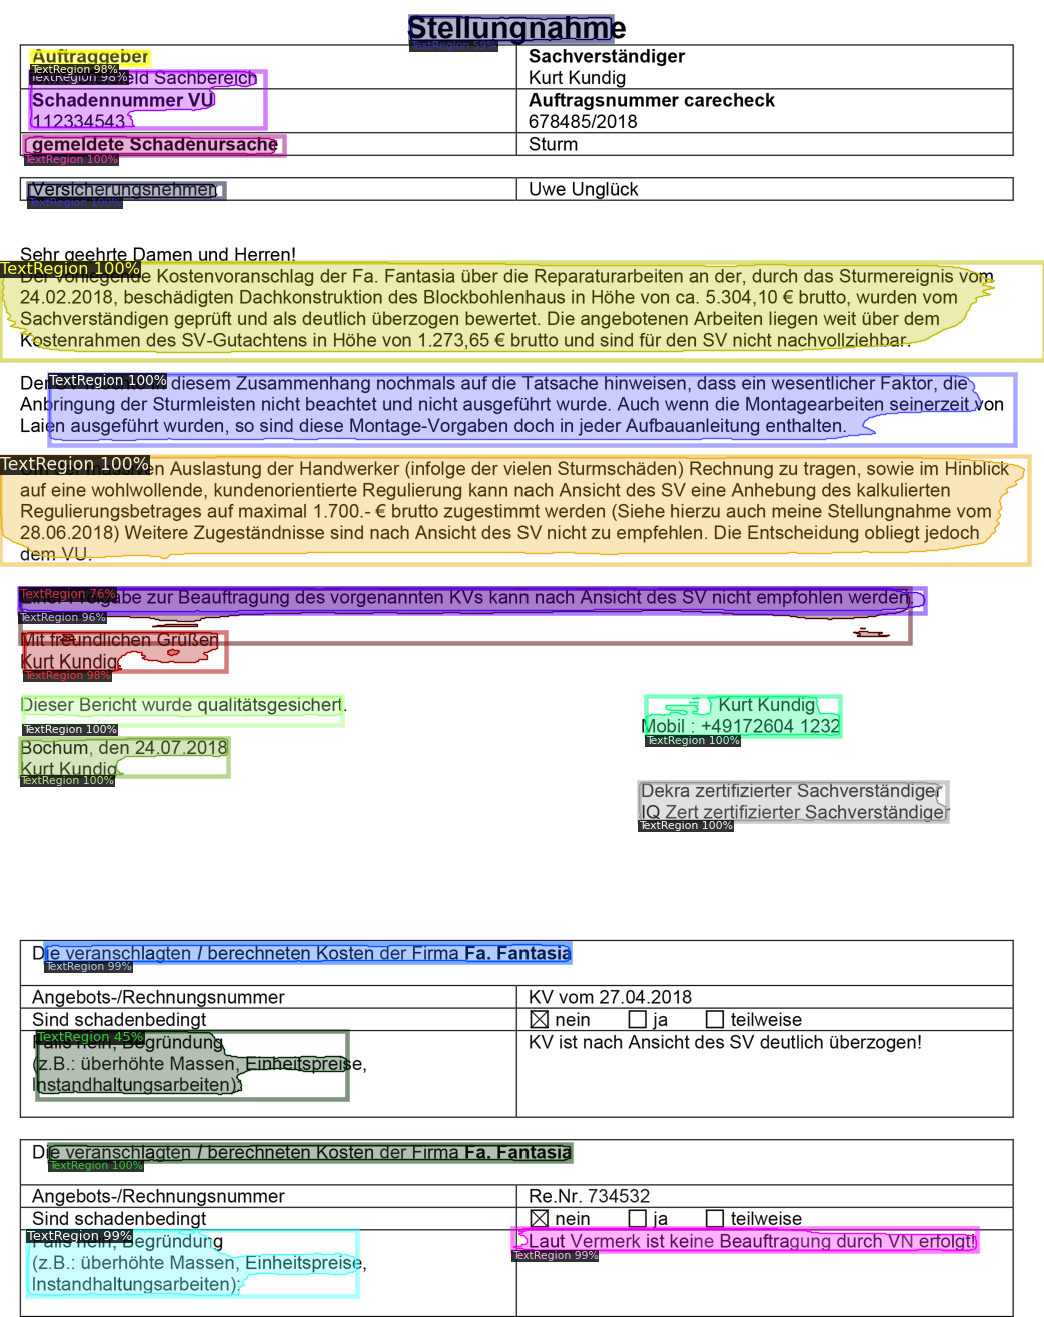 Stellungnahme
TextRegion 59%
Auftraggeber
Sachverständiger
TextRegion 98%
TextRegion 98%
Sachbereich
Kurt Kundig
Schadennummer VU
Auftragsnummer carecheck
112334543
678485/2018
gemeldete Schadenursache
Sturm
TextRegion 100%
Versicherungsnehmer
Uwe Unglück
TextRegion 100%
Sehr geehrte Damen und Herren!
TextRegion 100%
Kostenvoranschlag der Fa. Fantasia über die Reparaturarbeiten an der, durch das Sturmereignis vom
24.02.2018, beschädigten Dachkonstruktion des Blockbohlenhaus in Höhe von ca. 5.304,10 € brutto, wurden vom
Sachverständigen geprüft und als deutlich überzogen bewertet. Die angebotenen Arbeiten liegen weit über dem
Kostenrahmen des SV-Gutachtens in Höhe von 1.273,65 € brutto und sind für den SV nicht nachvollziehbar.
TextRegion 100%
Der diesem Zusammenhang nochmals auf die Tatsache hinweisen, dass ein wesentlicher Faktor, die
Anbringung der Sturmleisten nicht beachtet und nicht ausgeführt wurde. Auch wenn die Montagearbeiten seinerzeit von
Laien ausgeführt wurden, so sind diese Montage-Vorgaben doch in jeder Aufbauanleitung enthalten.
TextRegion 100%
Auslastung der Handwerker (infolge der vielen Sturmschäden) Rechnung zu tragen, sowie im Hinblick
auf eine wohlwollende, kundenorientierte Regulierung kann nach Ansicht des SV eine Anhebung des kalkulierten
Regulierungsbetrages auf maximal 1.700.- € brutto zugestimmt werden (Siehe hierzu auch meine Stellungnahme vom
28.06.2018) Weitere Zugeständnisse sind nach Ansicht des SV nicht zu empfehlen. Die Entscheidung obliegt jedoch
dem VU.
TextRegion 76%
zur Beauftragung des vorgenannten KVs kann nach Ansicht des SV nicht empfohlen werden.
TextRegion 96%
Mit freundlichen Grüßen
Kurt Kundig
TextRegion 98%
Dieser Bericht wurde qualitätsgesichert.
Kurt Kundig
TextRegion 100%
Mobil : +49172604 1232
TextRegion 100%
Bochum, den 24.07.2018
Kurt Kundig
TextRegion 100%
Dekra zertifizierter Sachverständiger
IQ Zert zertifizierter Sachverständiger
TextRegion 100%
Die veranschlagten / berechneten Kosten der Firma Fa. Fantasia
TextRegion 99%
Angebots-/Rechnungsnummer
KV vom 27.04.2018
Sind schadenbedingt
nein ja teilweise
TextRegion 45%
Falls nein, Begründung
KV ist nach Ansicht des SV deutlich überzogen!
(z.B.: überhöhte Massen, Einheitspreise,
Instandhaltungsarbeiten):
Die veranschlagten / berechneten Kosten der Firma Fa. Fantasia
TextRegion 100%
Angebots-/Rechnungsnummer
Re.Nr. 734532
Sind schadenbedingt
nein ja teilweise
TextRegion 99%
Falls nein, Begründung
Laut Vermerk ist keine Beauftragung durch VN erfolgt!
TextRegion 99%
(z.B.: überhöhte Massen, Einheitspreise,
Instandhaltungsarbeiten):